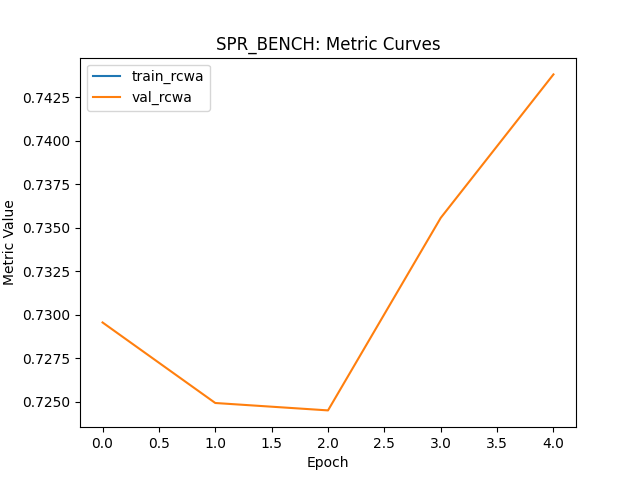 SPR_BENCH: Metric Curves
train_rcwa
val_rcwa
Metric Value
0.7425
0.7400
0.7375
0.7350
0.7325
0.7300
0.7275
0.7250
0.0 0.5 1.0 1.5 2.0 2.5 3.0 3.5 4.0
Epoch